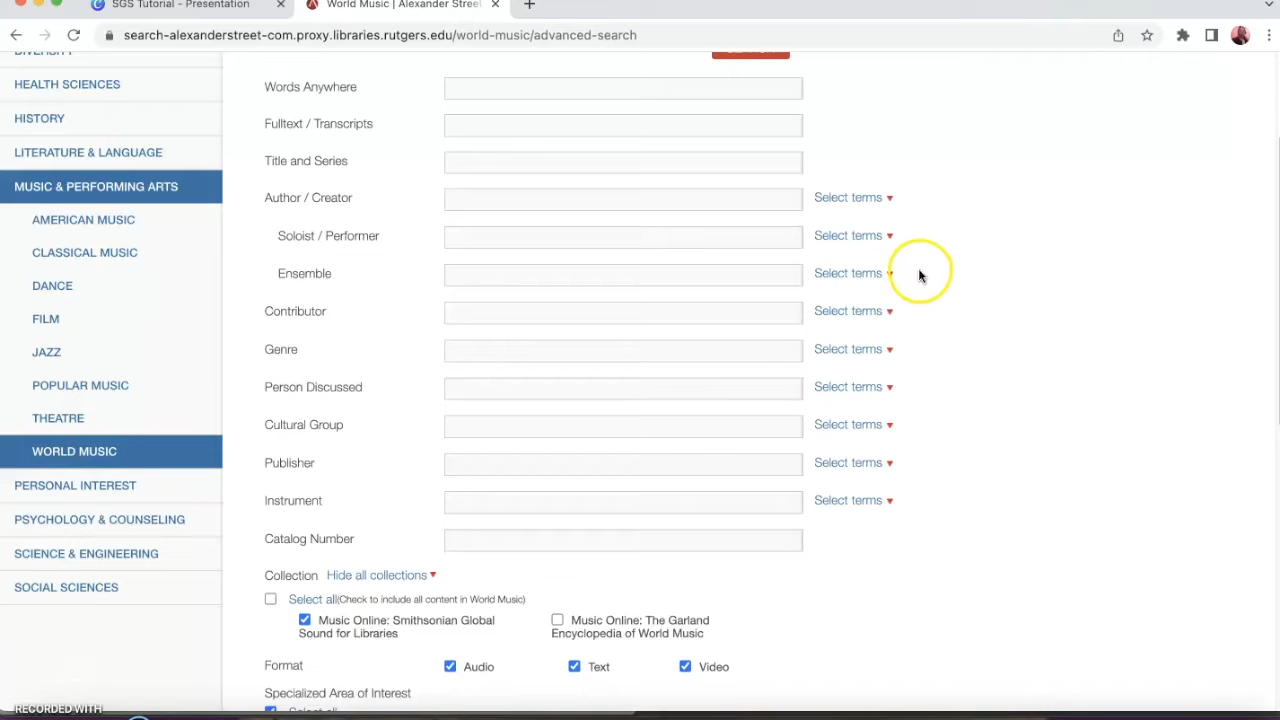 SGS Tutorial - Presentation
World Music | Alexander Street
search-alexanderstreet-com.proxy.libraries.rutgers.edu/world-music/advanced-search
DIVERSITY
HEALTH SCIENCES
HISTORY
LITERATURE & LANGUAGE
MUSIC & PERFORMING ARTS
AMERICAN MUSIC
CLASSICAL MUSIC
DANCE
FILM
JAZZ
POPULAR MUSIC
THEATRE
WORLD MUSIC
PERSONAL INTEREST
PSYCHOLOGY & COUNSELING
SCIENCE & ENGINEERING
SOCIAL SCIENCES
Words Anywhere
Fulltext / Transcripts
Title and Series
Author / Creator Select terms
Soloist / Performer Select terms
Ensemble Select terms
Contributor Select terms
Genre Select terms
Person Discussed Select terms
Cultural Group Select terms
Publisher Select terms
Instrument Select terms
Catalog Number
Collection Hide all collections
Select all(Check to include all content in World Music)
Music Online: Smithsonian Global
Sound for Libraries
Music Online: The Garland
Encyclopedia of World Music
Format Audio Text Video
Specialized Area of Interest
Select all
RECORDED WITH